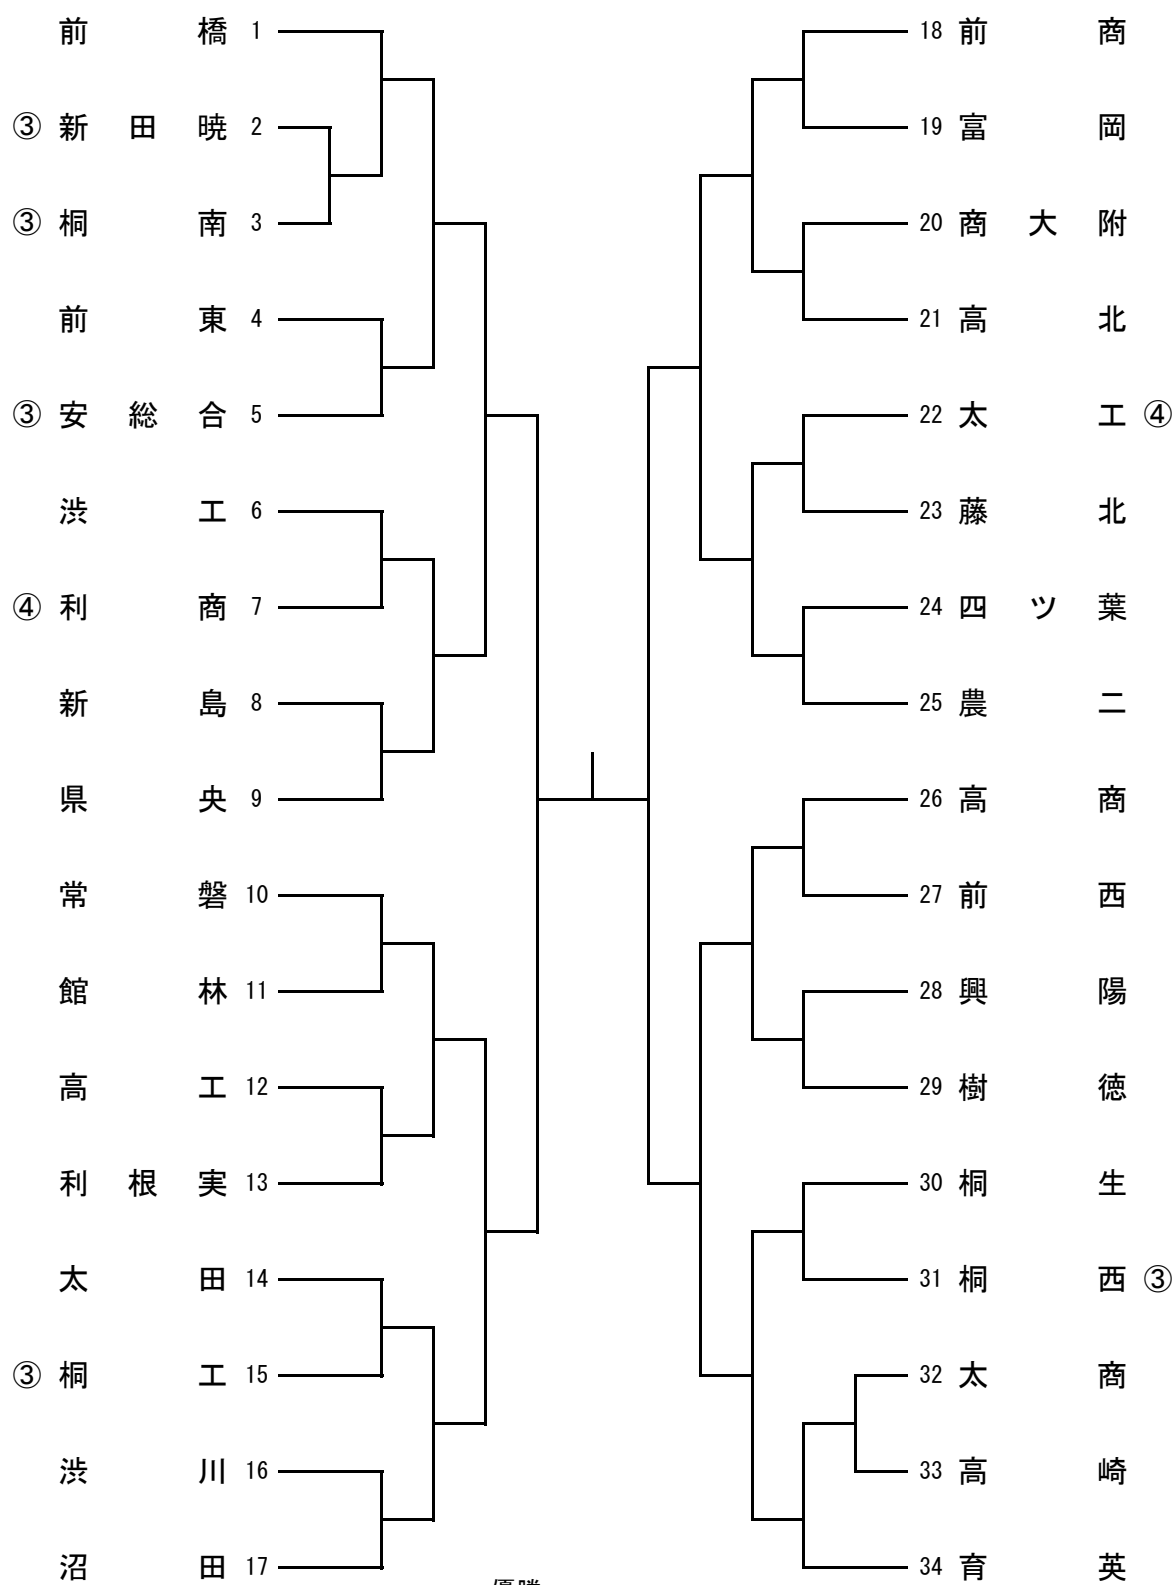 前橋 1
③ 新田暁 2
③ 桐南 3
前東 4
③ 安総合 5
渋工 6
④ 利商 7
新島 8
県央 9
常磐 10
館林 11
高工 12
利根実 13
太田 14
③ 桐工 15
渋川 16
沼田 17
18 前商
19 富岡
20 商大附
21 高北
22 太工 ④
23 藤北
24 四ツ葉
25 農二
26 高商
27 前西
28 興陽
29 樹徳
30 桐生
31 桐西 ③
32 太商
33 高崎
34 育英
優勝